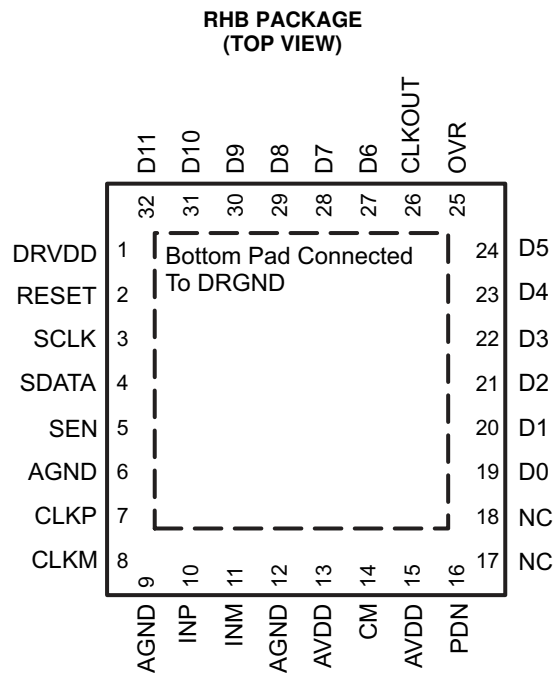 RHB PACKAGE
(TOP VIEW)
D11
D10
D9
D8
D7
D6
CLKOUT
OVR
32
31
30
29
28
27
26
25
DRVDD 1
RESET 2
SCLK 3
SDATA 4
SEN 5
AGND 6
CLKP 7
CLKM 8
Bottom Pad Connected
To DRGND
24 D5
23 D4
22 D3
21 D2
20 D1
19 D0
18 NC
17 NC
9
10
11
12
13
14
15
16
AGND
INP
INM
AGND
AVDD
CM
AVDD
PDN